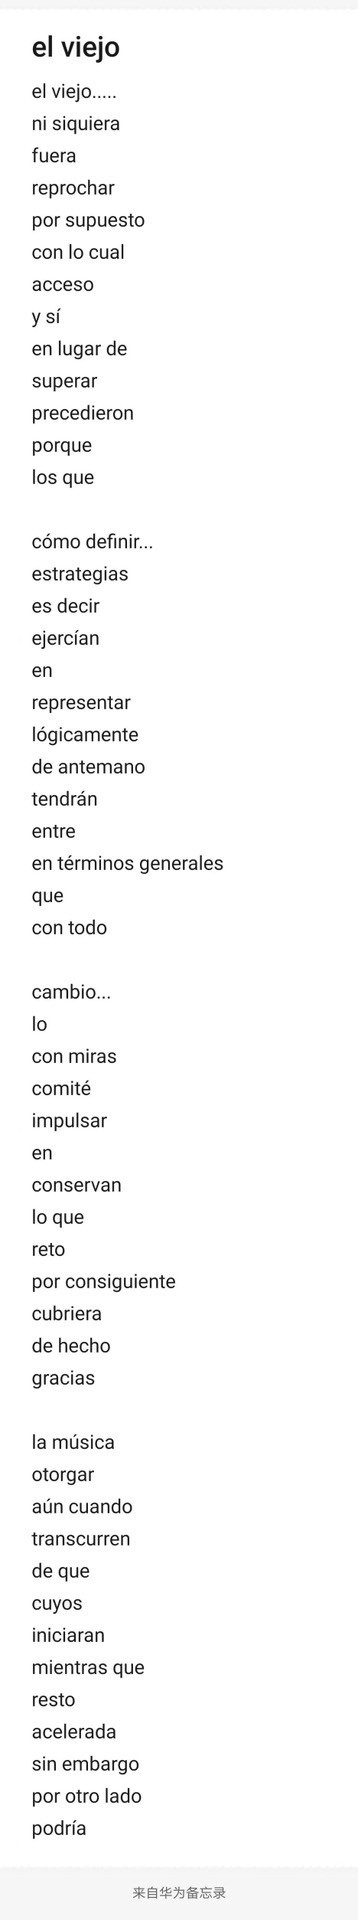 el viejo
el viejo.....
ni siquiera
fuera
reprochar
por supuesto
con lo cual
acceso
y sí
en lugar de
superar
precedieron
porque
los que
cómo definir...
estrategias
es decir
ejercían
en
representar
lógicamente
de antemano
tendrán
entre
en términos generales
que
con todo
cambio...
lo
con miras
comité
impulsar
en
conservan
lo que
reto
por consiguiente
cubriera
de hecho
gracias
la música
otorgar
aún cuando
transcurren
de que
cuyos
iniciaran
mientras que
resto
acelerada
sin embargo
por otro lado
podría
来自华为备忘录